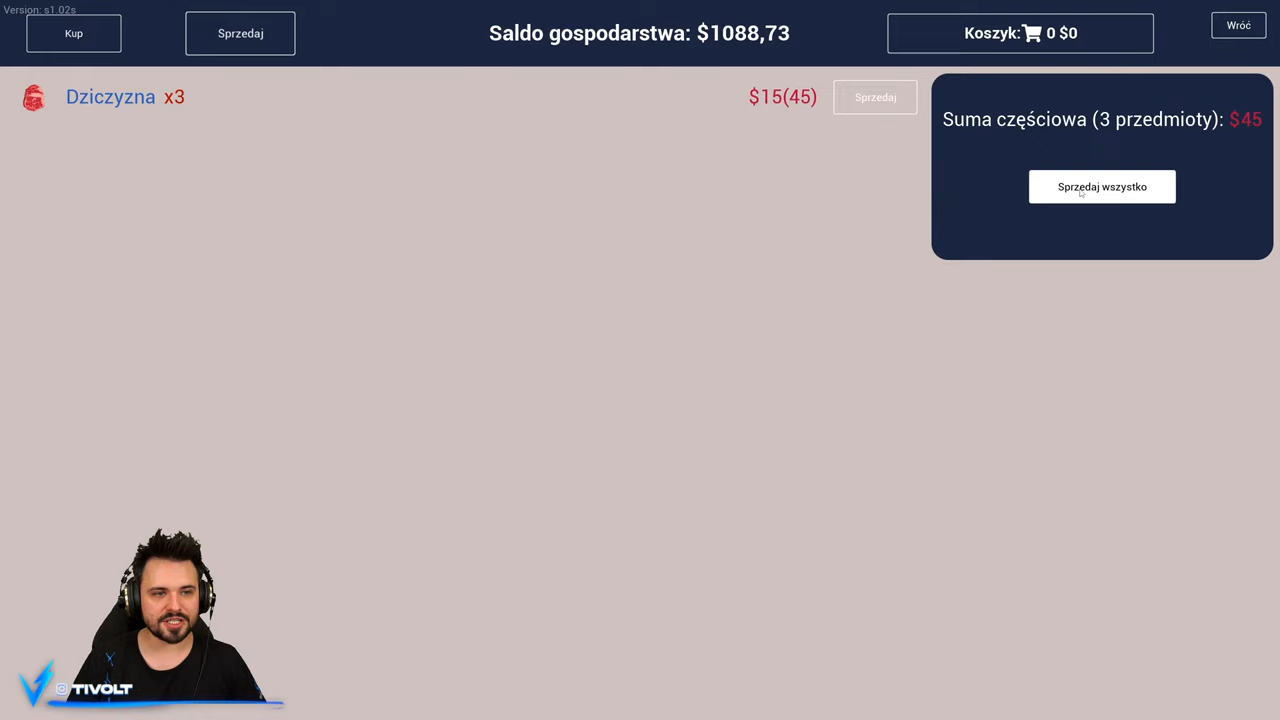 Version: s1.02s
Kup
Sprzedaj
Saldo gospodarstwa: $1088,73
Koszyk: 0 $0
Wróć
Dziczyzna x3
$15(45)
Sprzedaj
Suma częściowa (3 przedmioty): $45
Sprzedaj wszystko
TIVOLT